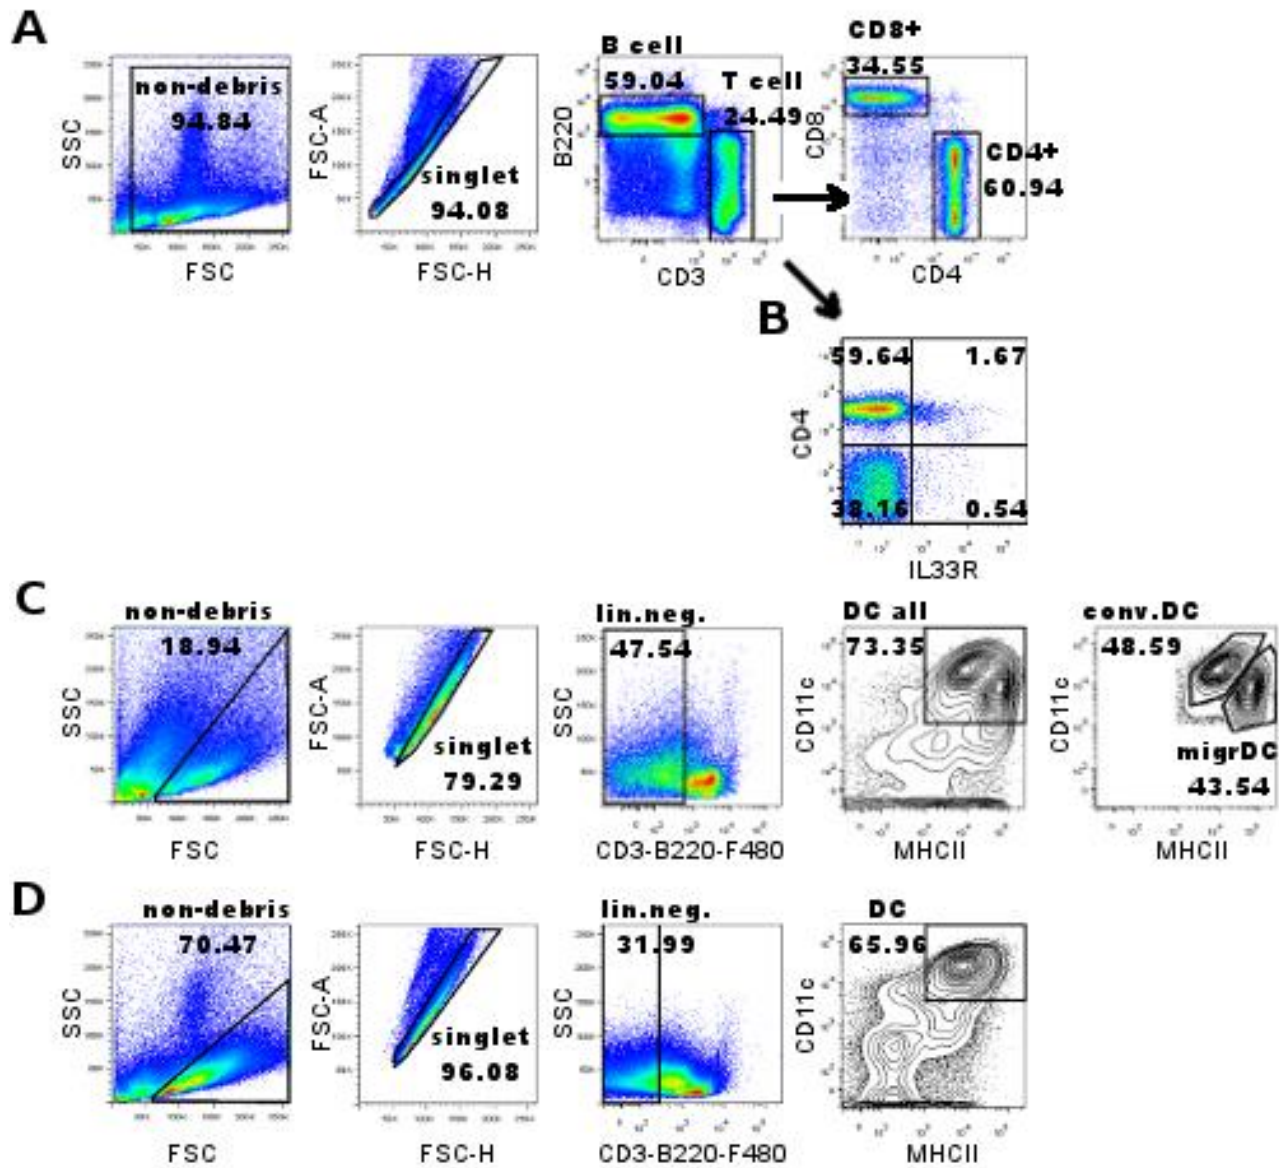 A
non-debris
94.84
SSC
FSC
FSC-A
singlet
94.08
FSC-H
B cell
59.04
T cell
24.49
B220
CD3
CD8+
34.55
CD8
CD4+
60.94
CD4
B
59.64 1.67
CD4
38.16 0.54
IL33R
C
non-debris
18.94
SSC
FSC
FSC-A
singlet
79.29
FSC-H
lin.neg.
47.54
SSC
CD3-B220-F480
DC all
73.35
CD11c
MHCII
conv.DC
48.59
CD11c
migrDC
43.54
MHCII
D
non-debris
70.47
SSC
FSC
FSC-A
singlet
96.08
FSC-H
lin.neg.
31.99
SSC
CD3-B220-F480
DC
65.96
CD11c
MHCII